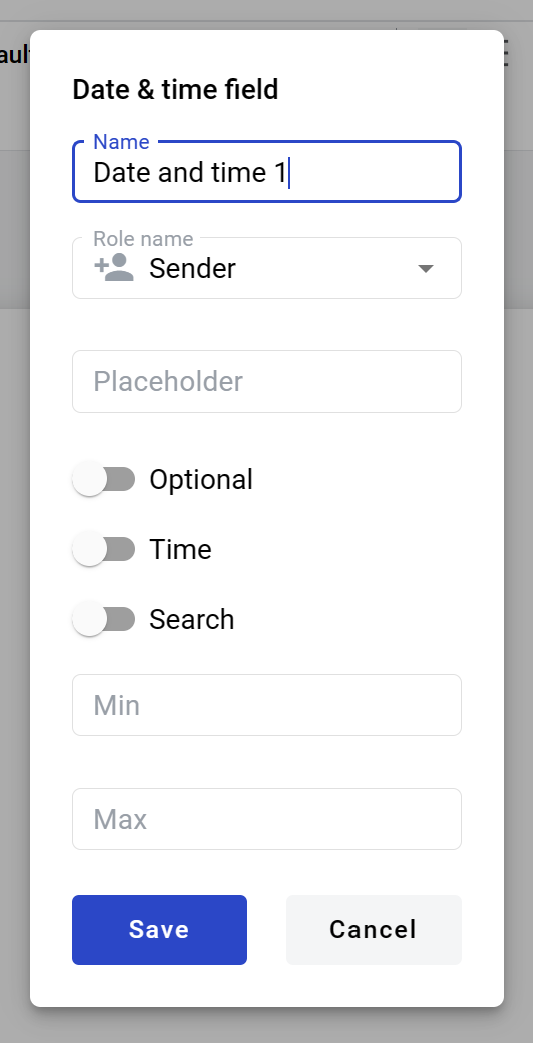 Date & time field
Name
Date and time 1
Role name
Sender
Placeholder
Optional
Time
Search
Min
Max
Save
Cancel